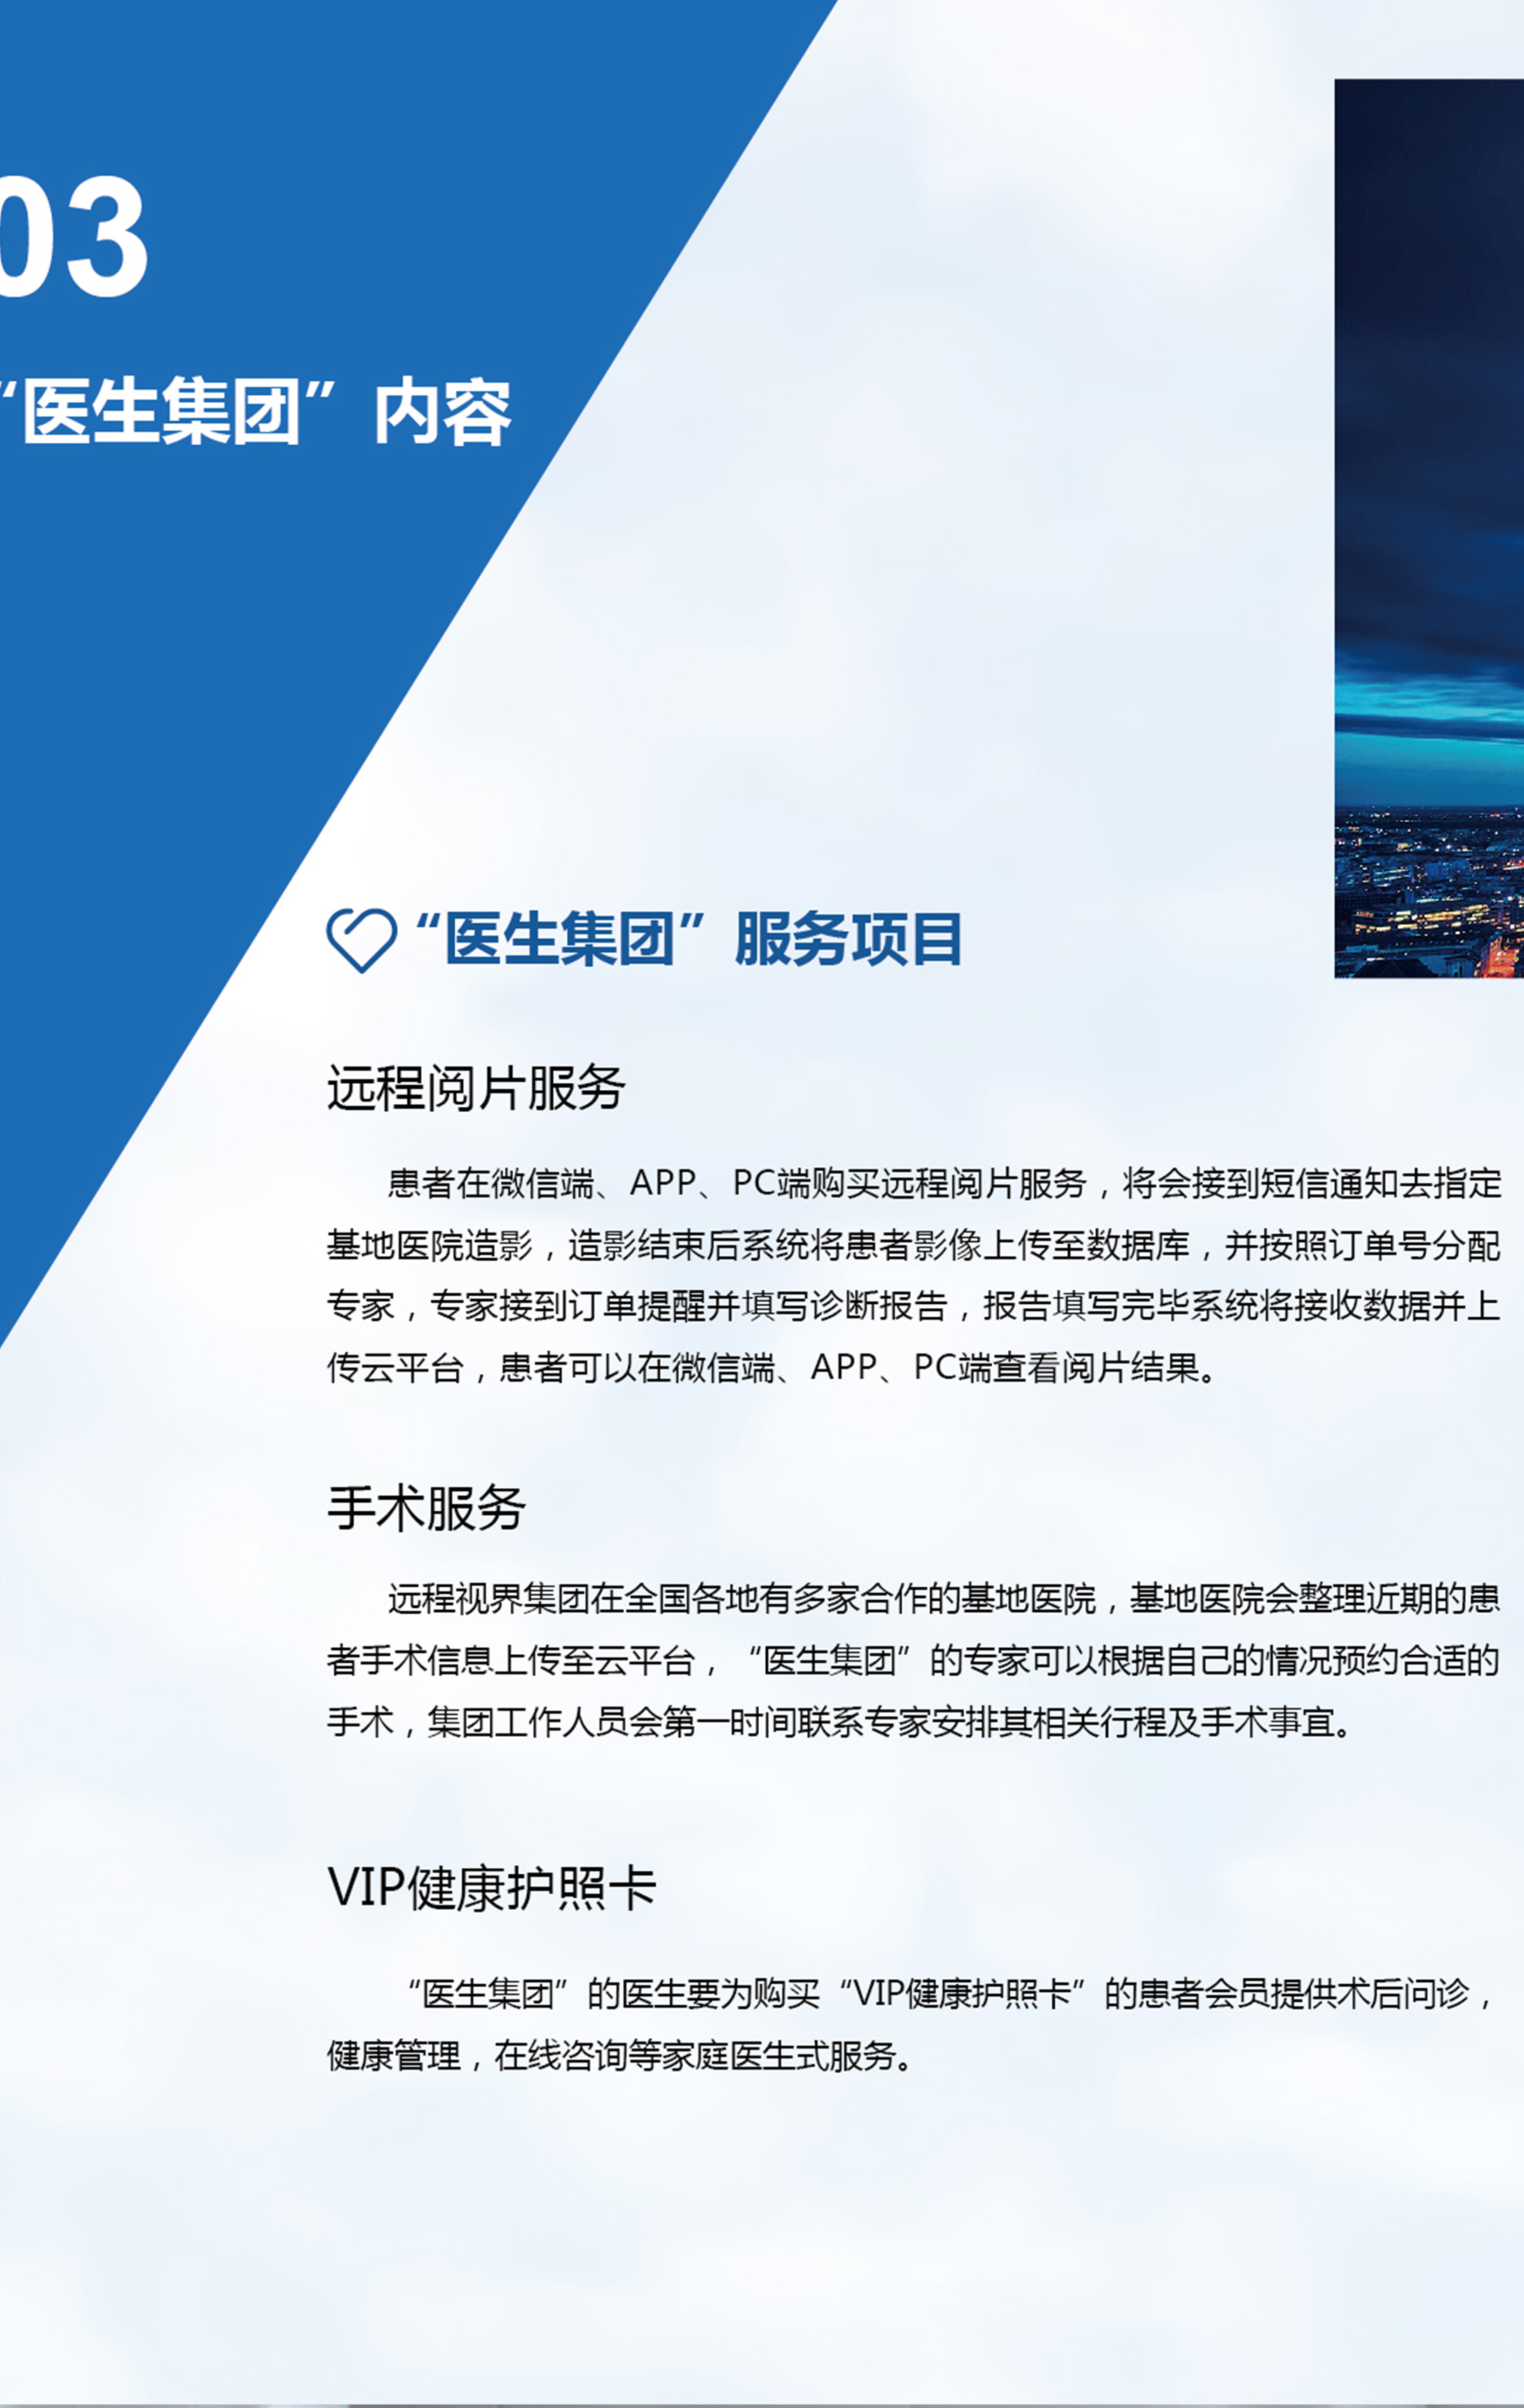 03
“医生集团”内容
“医生集团”服务项目
远程阅片服务
患者在微信端、APP、PC端购买远程阅片服务，将会接到短信通知去指定
基地医院造影，造影结束后系统将患者影像上传至数据库，并按照订单号分配
专家，专家接到订单提醒并填写诊断报告，报告填写完毕系统将接收数据并上
传云平台，患者可以在微信端、APP、PC端查看阅片结果。
手术服务
远程视界集团在全国各地有多家合作的基地医院，基地医院会整理近期的患
者手术信息上传至云平台，“医生集团”的专家可以根据自己的情况预约合适的
手术，集团工作人员会第一时间联系专家安排其相关行程及手术事宜。
VIP健康护照卡
“医生集团”的医生要为购买“VIP健康护照卡”的患者会员提供术后问诊，
健康管理，在线咨询等家庭医生式服务。